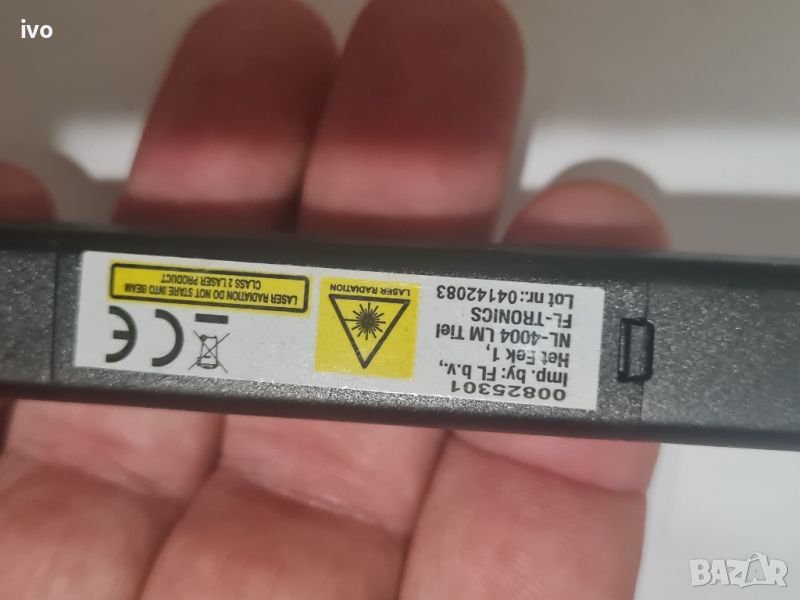 ivo
00825301
Imp. by: FL b.v.,
Het Eek 1,
NL-4004 LM Tiel
FL-TRONICS
Lot nr.: 04142083
LASER RADIATION
CE
LASER RADIATION DO NOT STARE INTO BEAM
CLASS 2 LASER PRODUCT
BAZAR